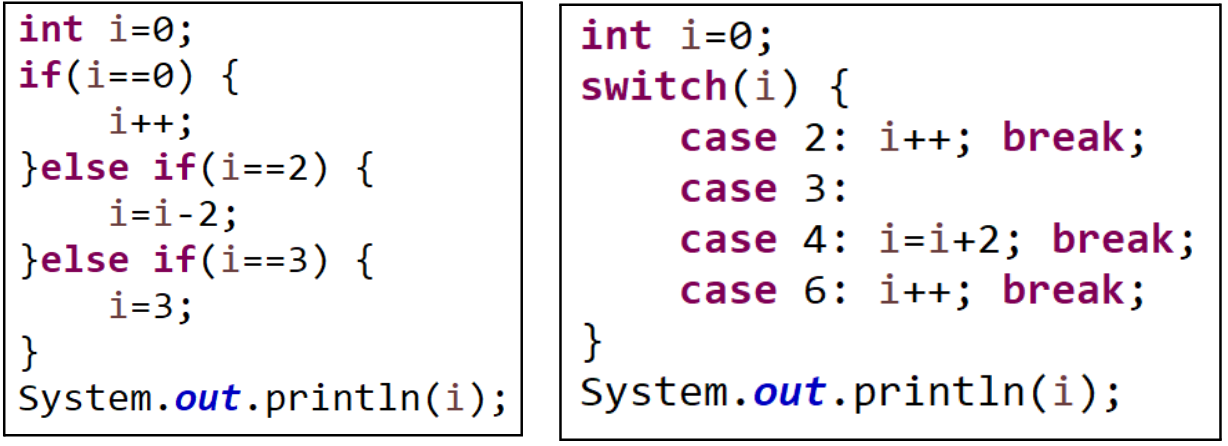 int i=0;
if(i==0) {
    i++;
}else if(i==2) {
    i=i-2;
}else if(i==3) {
    i=3;
}
System.out.println(i);
int i=0;
switch(i) {
    case 2: i++; break;
    case 3:
    case 4: i=i+2; break;
    case 6: i++; break;
}
System.out.println(i);